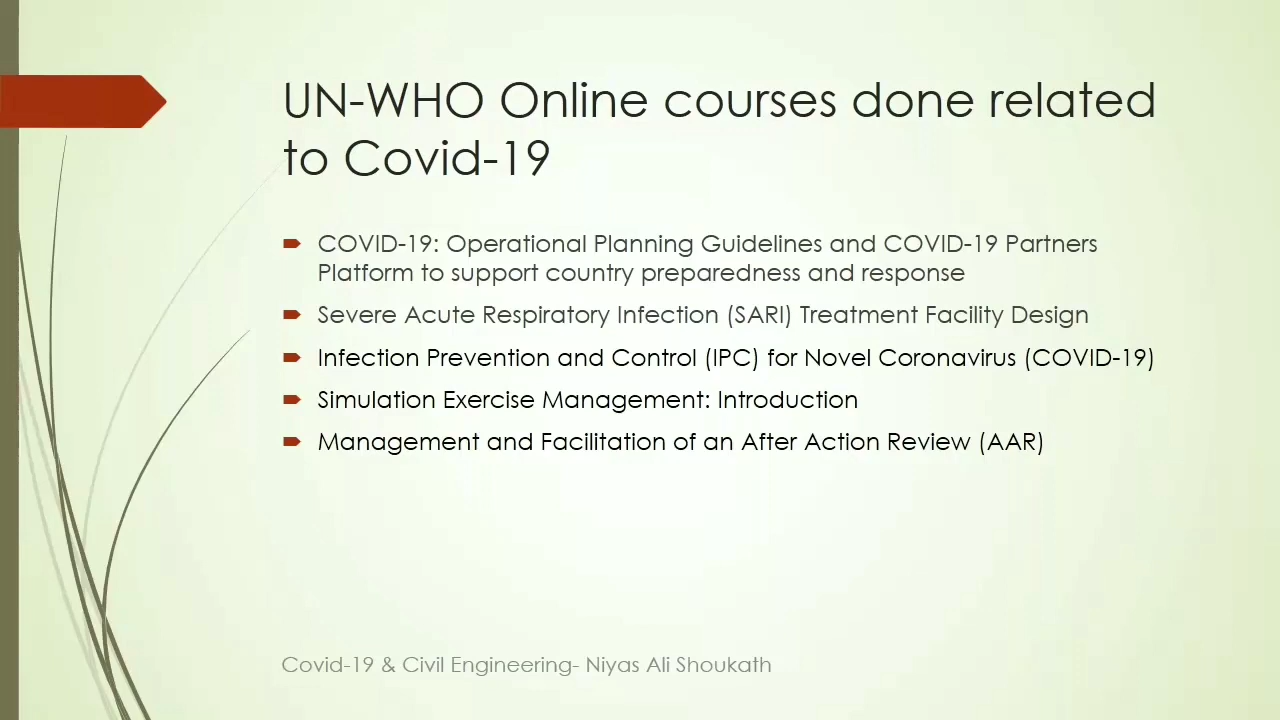 UN-WHO Online courses done related
to Covid-19
COVID-19: Operational Planning Guidelines and COVID-19 Partners
Platform to support country preparedness and response
Severe Acute Respiratory Infection (SARI) Treatment Facility Design
Infection Prevention and Control (IPC) for Novel Coronavirus (COVID-19)
Simulation Exercise Management: Introduction
Management and Facilitation of an After Action Review (AAR)
Covid-19 & Civil Engineering- Niyas Ali Shoukath